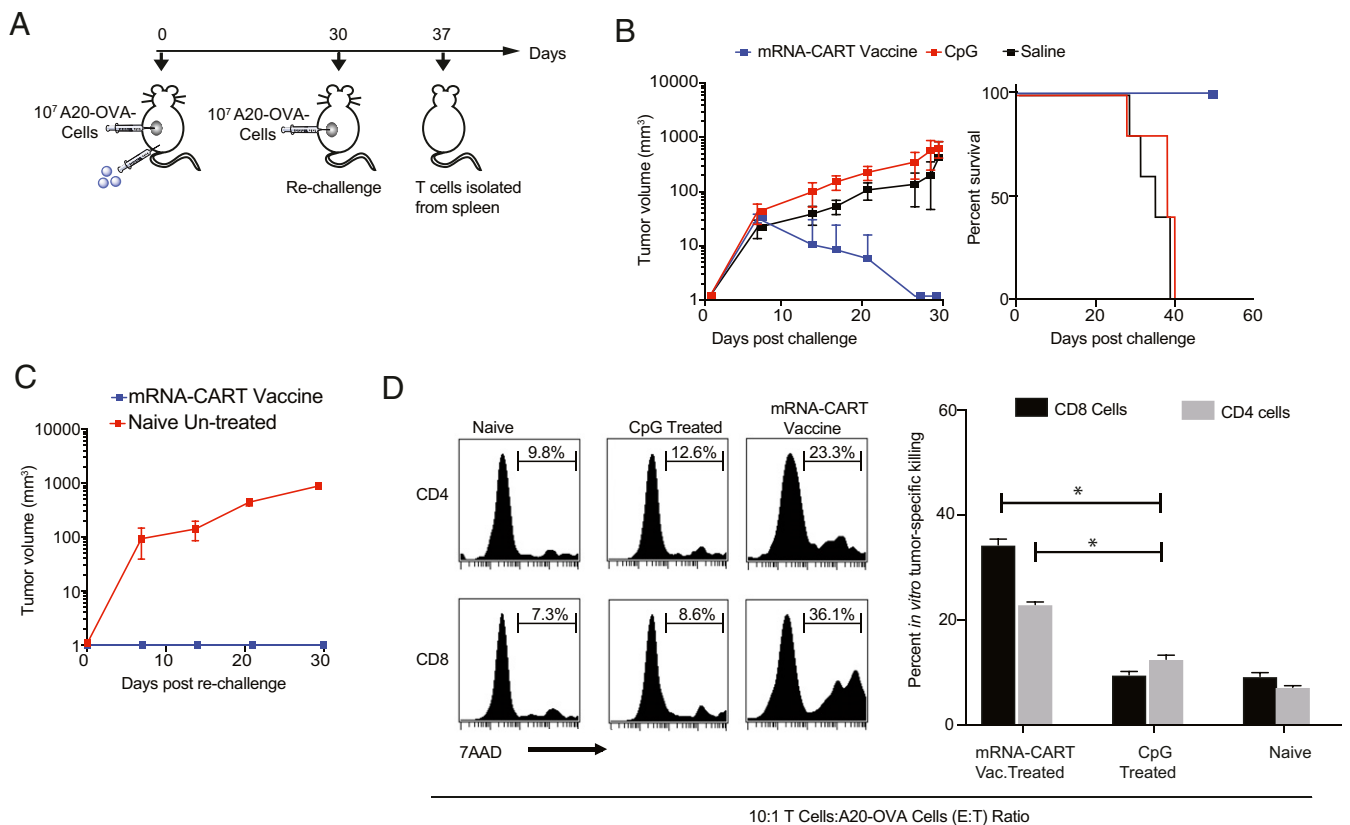 A
0
30
37
Days
10⁷ A20-OVA-
Cells
10⁷ A20-OVA-
Cells
Re-challenge
T cells isolated
from spleen
B
mRNA-CART Vaccine
CpG
Saline
Tumor volume (mm³)
10000
1000
100
10
1
0
10
20
30
Days post challenge
Percent survival
100
50
0
0
20
40
60
Days post challenge
C
mRNA-CART Vaccine
Naive Un-treated
Tumor volume (mm³)
10000
1000
100
10
1
0
10
20
30
Days post re-challenge
D
Naive
CpG Treated
mRNA-CART
Vaccine
CD4
9.8%
12.6%
23.3%
CD8
7.3%
8.6%
36.1%
7AAD
CD8 Cells
CD4 cells
Percent in vitro tumor-specific killing
60
40
20
0
*
*
mRNA-CART
Vac.Treated
CpG
Treated
Naive
10:1 T Cells:A20-OVA Cells (E:T) Ratio